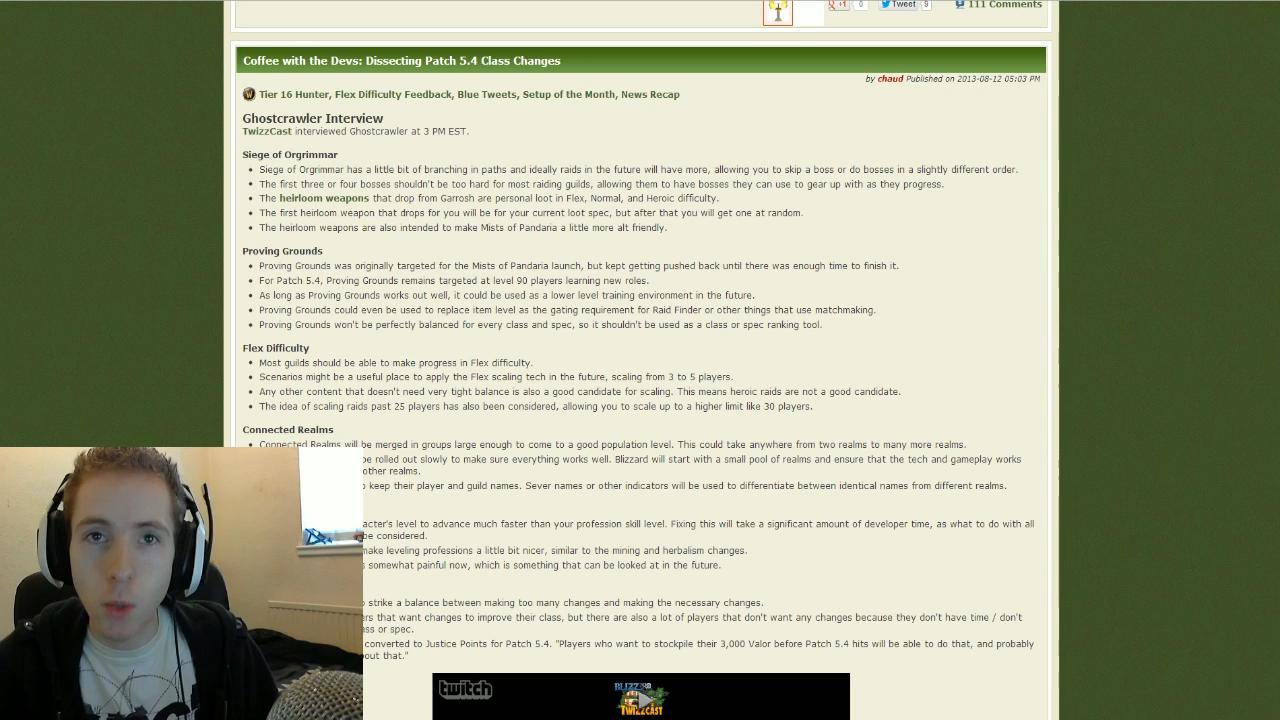 +1
0
Tweet
9
111 Comments
Coffee with the Devs: Dissecting Patch 5.4 Class Changes
by chaud Published on 2013-08-12 05:03 PM
Tier 16 Hunter, Flex Difficulty Feedback, Blue Tweets, Setup of the Month, News Recap
Ghostcrawler Interview
TwizzCast interviewed Ghostcrawler at 3 PM EST.
Siege of Orgrimmar
Siege of Orgrimmar has a little bit of branching in paths and ideally raids in the future will have more, allowing you to skip a boss or do bosses in a slightly different order.
The first three or four bosses shouldn't be too hard for most raiding guilds, allowing them to have bosses they can use to gear up with as they progress.
The heirloom weapons that drop from Garrosh are personal loot in Flex, Normal, and Heroic difficulty.
The first heirloom weapon that drops for you will be for your current loot spec, but after that you will get one at random.
The heirloom weapons are also intended to make Mists of Pandaria a little more alt friendly.
Proving Grounds
Proving Grounds was originally targeted for the Mists of Pandaria launch, but kept getting pushed back until there was enough time to finish it.
For Patch 5.4, Proving Grounds remains targeted at level 90 players learning new roles.
As long as Proving Grounds works out well, it could be used as a lower level training environment in the future.
Proving Grounds could even be used to replace item level as the gating requirement for Raid Finder or other things that use matchmaking.
Proving Grounds won't be perfectly balanced for every class and spec, so it shouldn't be used as a class or spec ranking tool.
Flex Difficulty
Most guilds should be able to make progress in Flex difficulty.
Scenarios might be a useful place to apply the Flex scaling tech in the future, scaling from 3 to 5 players.
Any other content that doesn't need very tight balance is also a good candidate for scaling. This means heroic raids are not a good candidate.
The idea of scaling raids past 25 players has also been considered, allowing you to scale up to a higher limit like 30 players.
Connected Realms
Connected Realms will be merged in groups large enough to come to a good population level. This could take anywhere from two realms to many more realms.
be rolled out slowly to make sure everything works well. Blizzard will start with a small pool of realms and ensure that the tech and gameplay works
other realms.
keep their player and guild names. Sever names or other indicators will be used to differentiate between identical names from different realms.
acter's level to advance much faster than your profession skill level. Fixing this will take a significant amount of developer time, as what to do with all
be considered.
make leveling professions a little bit nicer, similar to the mining and herbalism changes.
somewhat painful now, which is something that can be looked at in the future.
strike a balance between making too many changes and making the necessary changes.
ers that want changes to improve their class, but there are also a lot of players that don't want any changes because they don't have time / don't
ass or spec.
converted to Justice Points for Patch 5.4. "Players who want to stockpile their 3,000 Valor before Patch 5.4 hits will be able to do that, and probably
out that."
twitch
BLIZZPRO
TWIZZCAST